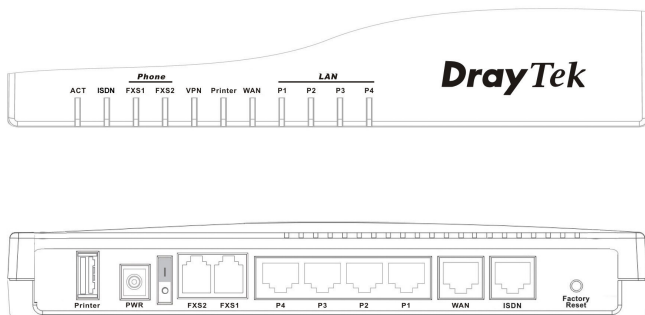 Phone LAN
ACT ISDN FXS1 FXS2 VPN Printer WAN P1 P2 P3 P4
DrayTek
Printer PWR FXS2 FXS1 P4 P3 P2 P1 WAN ISDN Factory
Reset